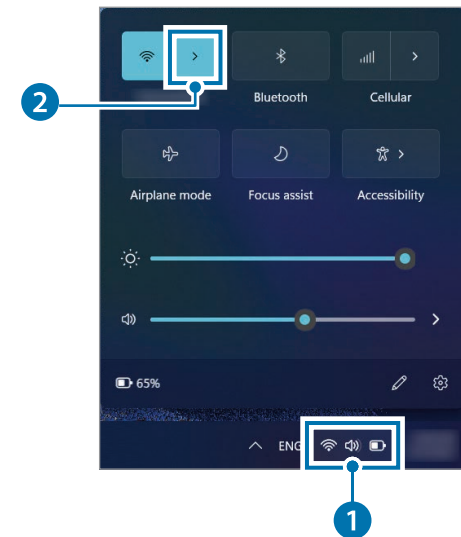 2
Bluetooth
Cellular
Airplane mode
Focus assist
Accessibility
65%
ENG
1